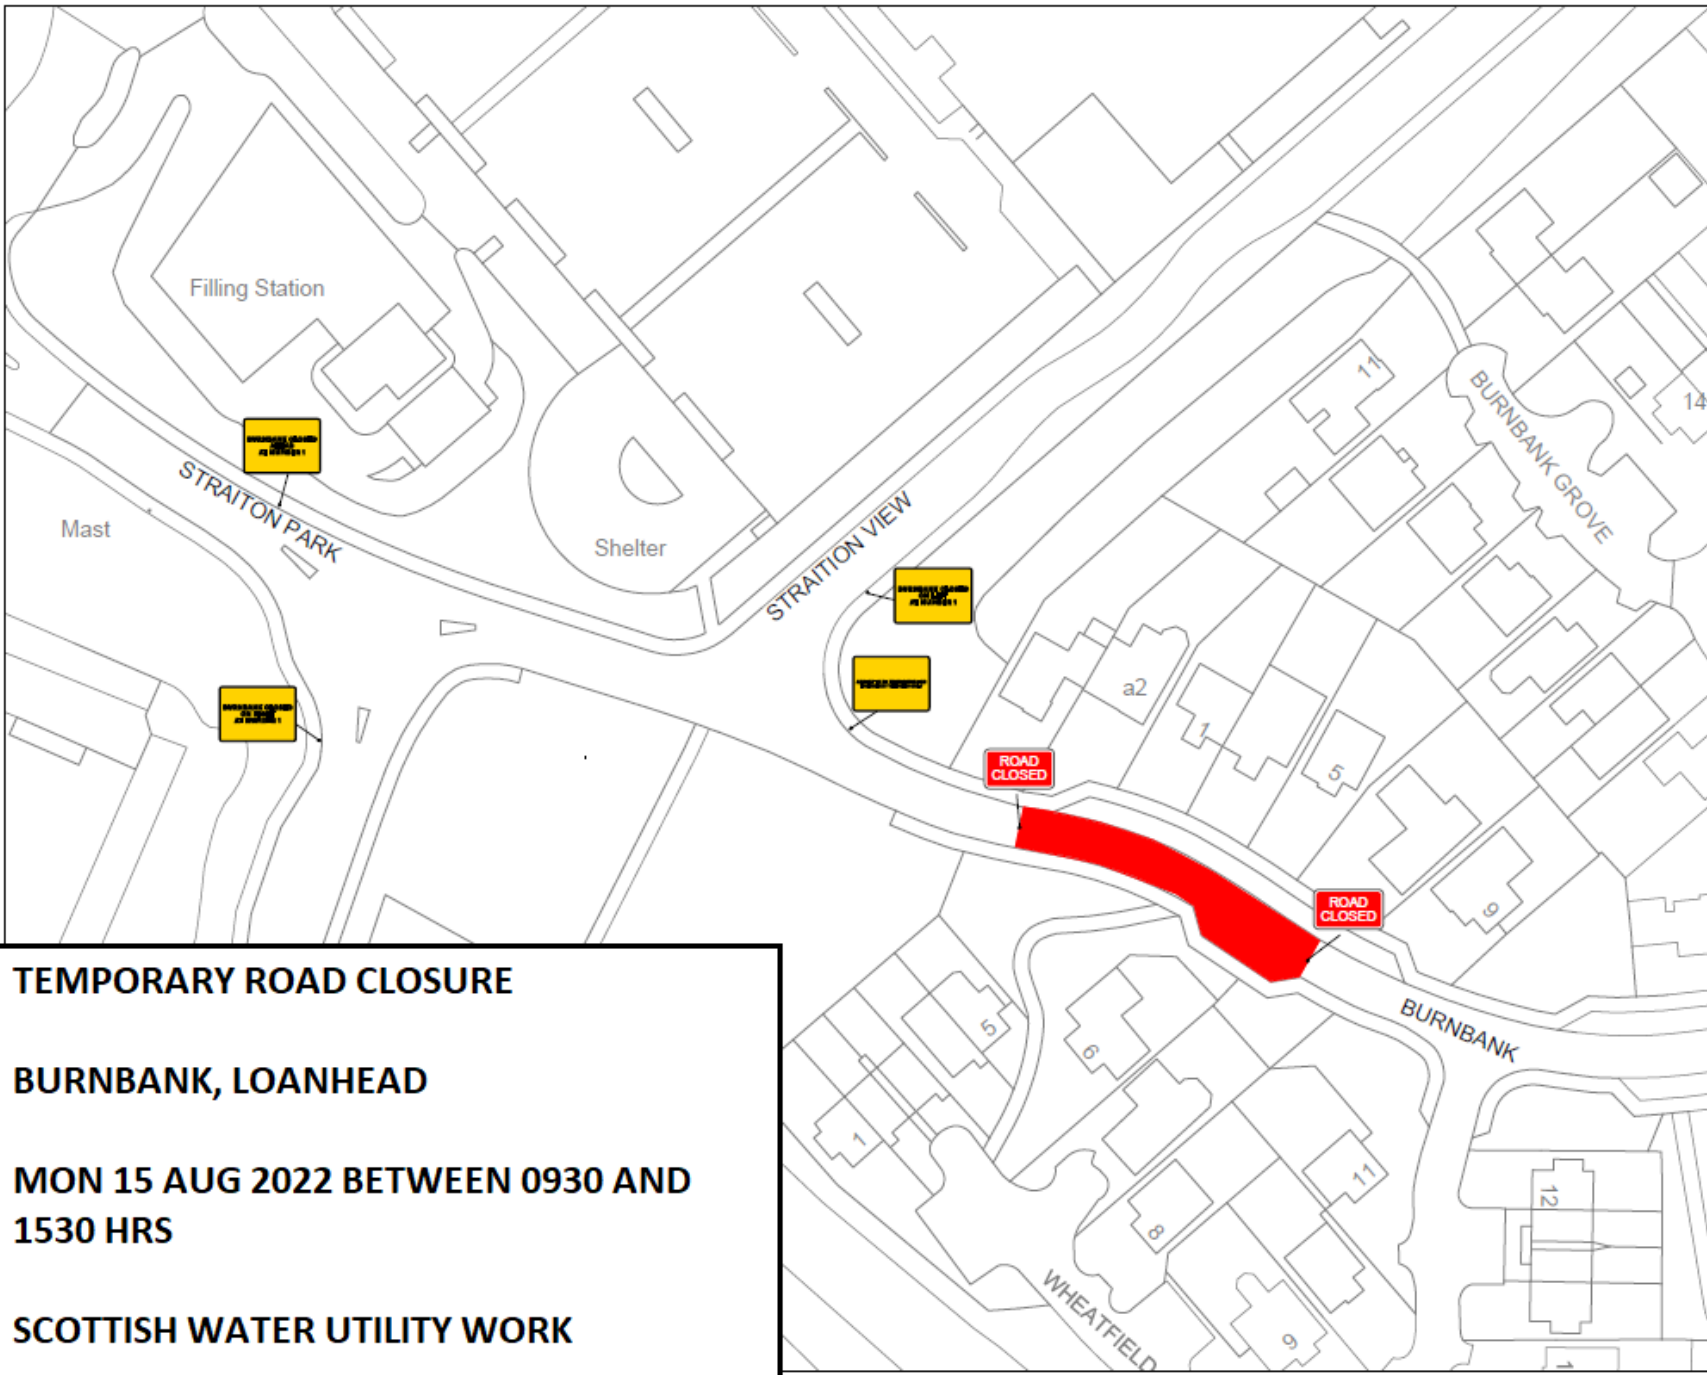 Filling Station
Mast
STRAITON PARK
Shelter
STRAITION VIEW
BURNBANK GROVE
11
14
a2
1
5
9
ROAD
CLOSED
ROAD
CLOSED
BURNBANK
5
6
1
8
11
9
12
1
WHEATFIELD
TEMPORARY ROAD CLOSURE
BURNBANK, LOANHEAD
MON 15 AUG 2022 BETWEEN 0930 AND
1530 HRS
SCOTTISH WATER UTILITY WORK